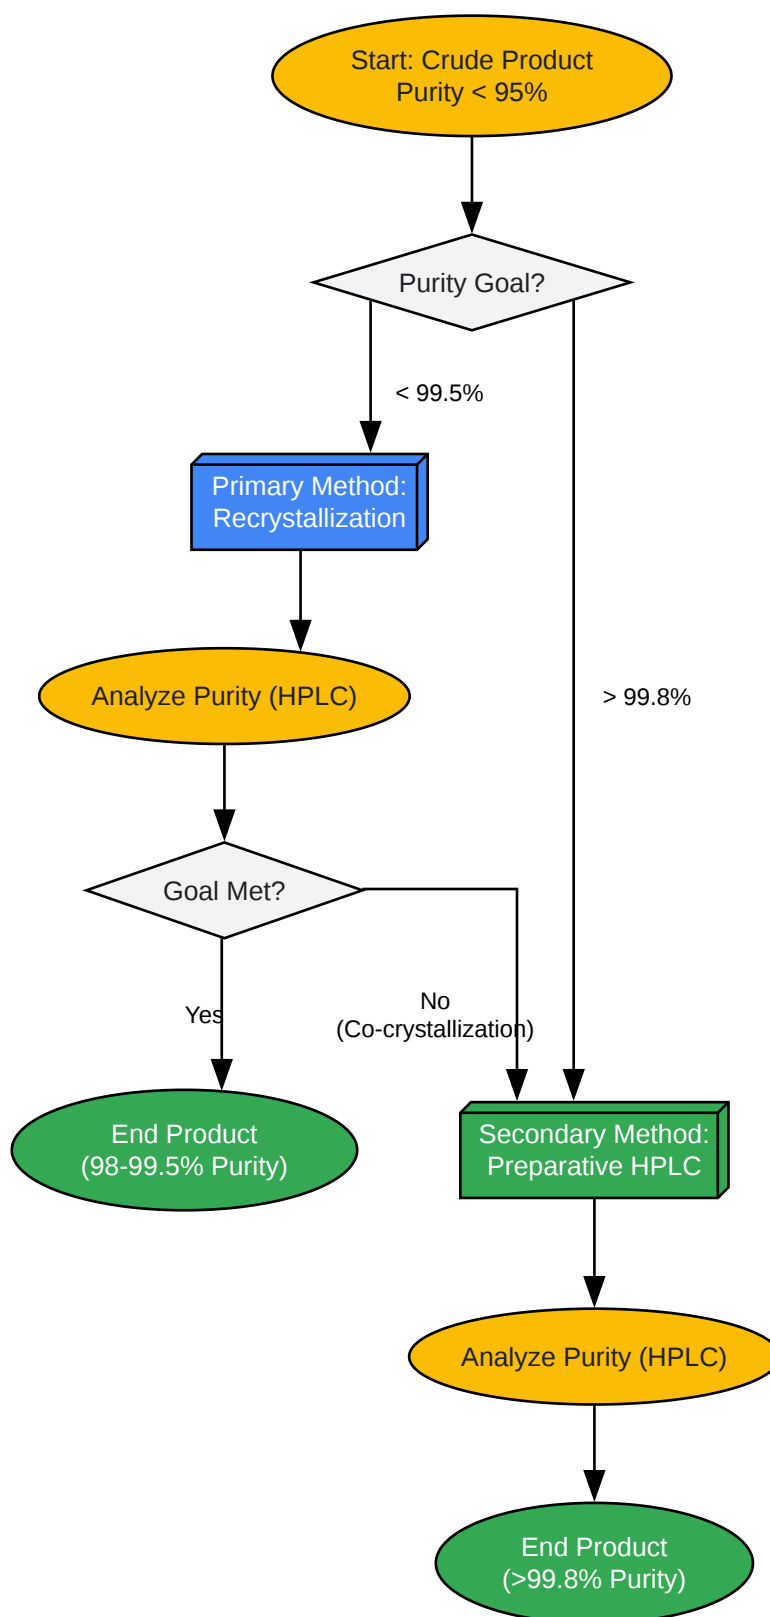 Start: Crude Product
Purity < 95%
Purity Goal?
< 99.5%
Primary Method:
Recrystallization
Analyze Purity (HPLC)
> 99.8%
Goal Met?
Yes
No
(Co-crystallization)
End Product
(98-99.5% Purity)
Secondary Method:
Preparative HPLC
Analyze Purity (HPLC)
End Product
(>99.8% Purity)